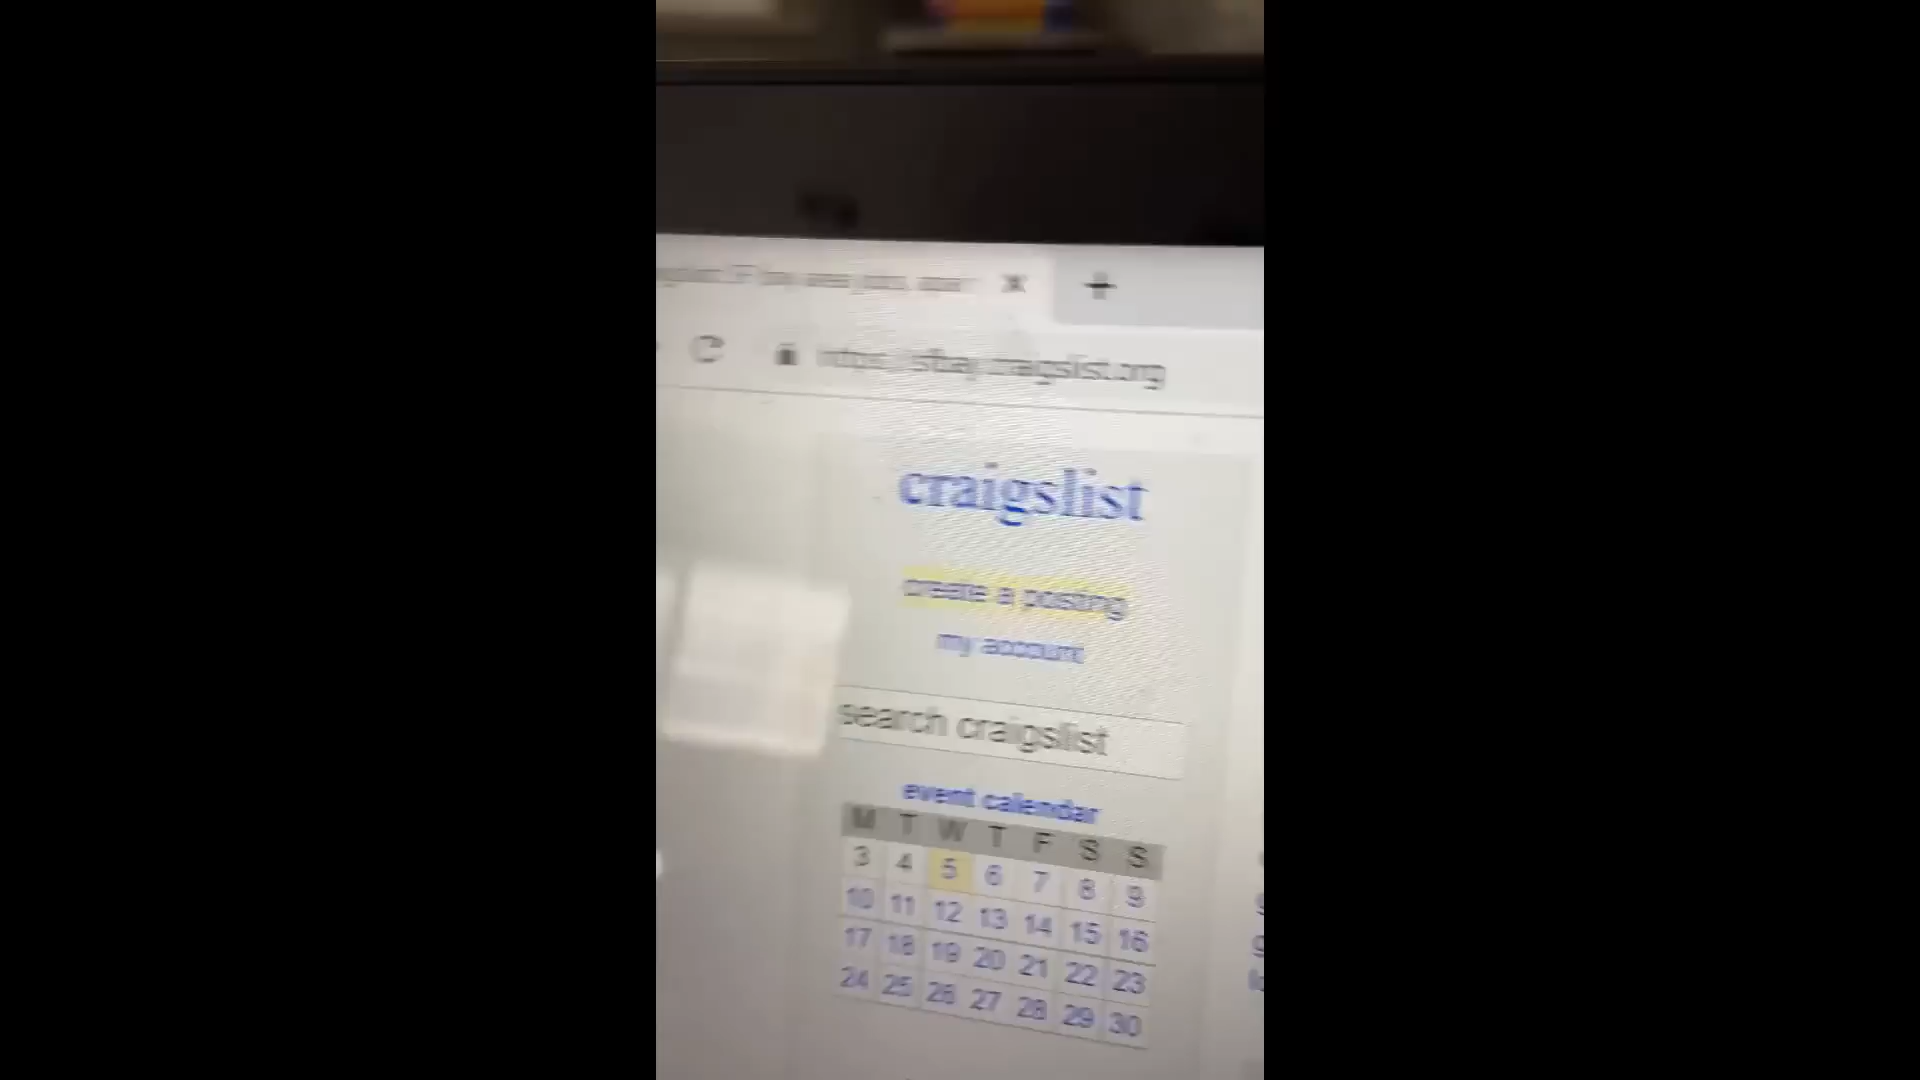 https://sfbay.craigslist.org
craigslist
create a posting
my account
search craigslist
event calendar
M T W T F S S
3 4 5 6 7 8 9
10 11 12 13 14 15 16
17 18 19 20 21 22 23
24 25 26 27 28 29 30